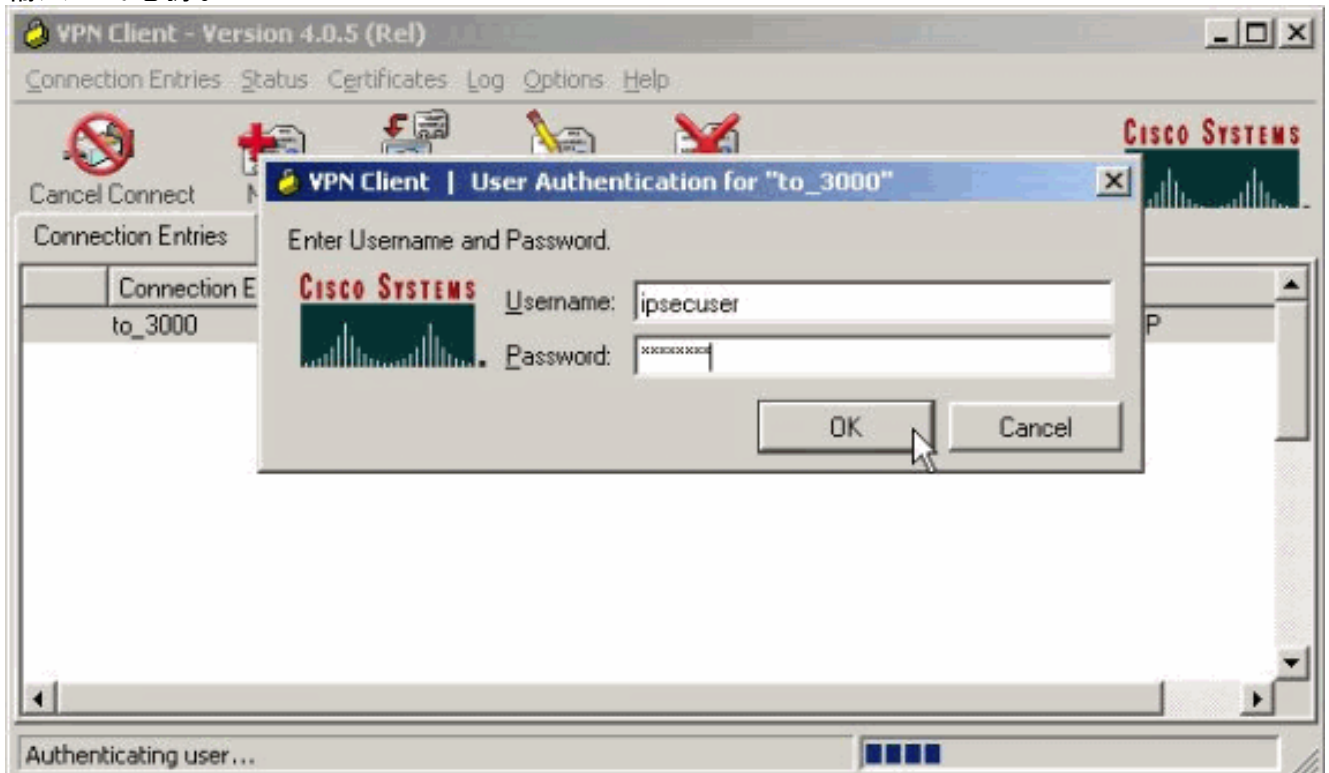 VPN Client - Version 4.0.5 (Rel)
Connection Entries Status Certificates Log Options Help
CISCO SYSTEMS
Cancel Connect
VPN Client | User Authentication for "to_3000"
Connection Entries
Enter Username and Password.
Connection E
CISCO SYSTEMS
Username: ipsecuser
to_3000
P
Password: ********
OK Cancel
Authenticating user...